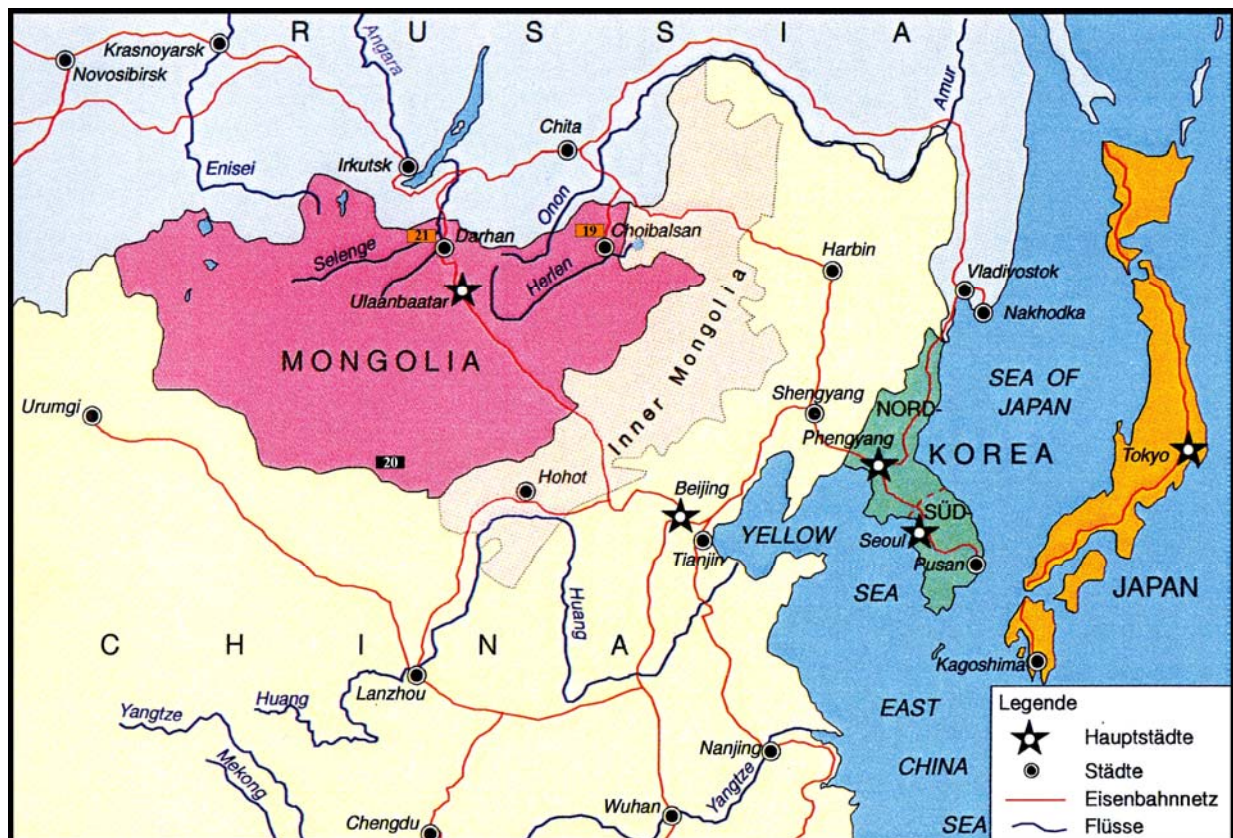 R U S S I A
Krasnoyarsk
Novosibirsk
Angara
Amur
Chita
Irkutsk
Enisei
Onon
21
Darhan
19
Choibalsan
Selenge
Herlen
Harbin
Ulaanbaatar
Vladivostok
Nakhodka
MONGOLIA
Inner Mongolia
SEA OF
JAPAN
Urumgi
Shengyang
NORD-
Phengyang
KOREA
Tokyo
20
Hohot
Beijing
SÜD-
YELLOW
Seoul
Tianjin
Pusan
SEA
JAPAN
Huang
C H I N A
Kagoshima
Lanzhou
Huang
Yangtze
EAST
Mekong
Nanjing
CHINA
Yangtze
Wuhan
Chengdu
SEA
Legende
Hauptstädte
Städte
Eisenbahnnetz
Flüsse